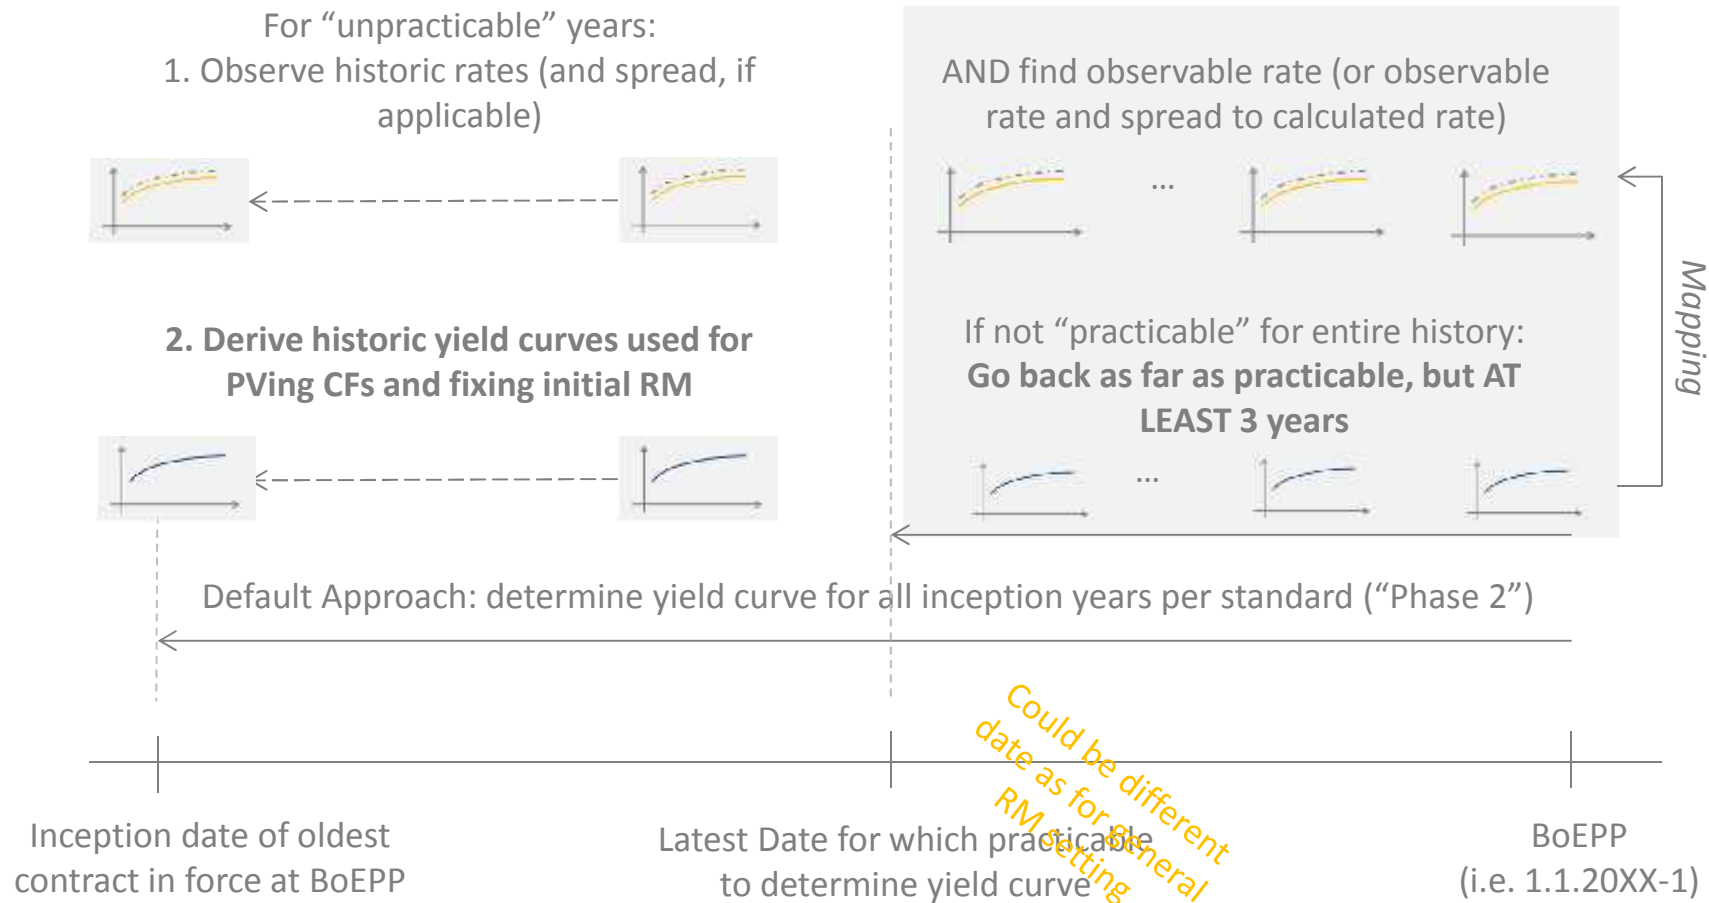 For “unpracticable” years:
1. Observe historic rates (and spread, if
applicable)
AND find observable rate (or observable
rate and spread to calculated rate)
...
Mapping
2. Derive historic yield curves used for
PVing CFs and fixing initial RM
If not “practicable” for entire history:
Go back as far as practicable, but AT
LEAST 3 years
...
Default Approach: determine yield curve for all inception years per standard (“Phase 2”)
Could be different
date as for general
RM setting
Inception date of oldest
contract in force at BoEPP
Latest Date for which practicable
to determine yield curve
BoEPP
(i.e. 1.1.20XX-1)